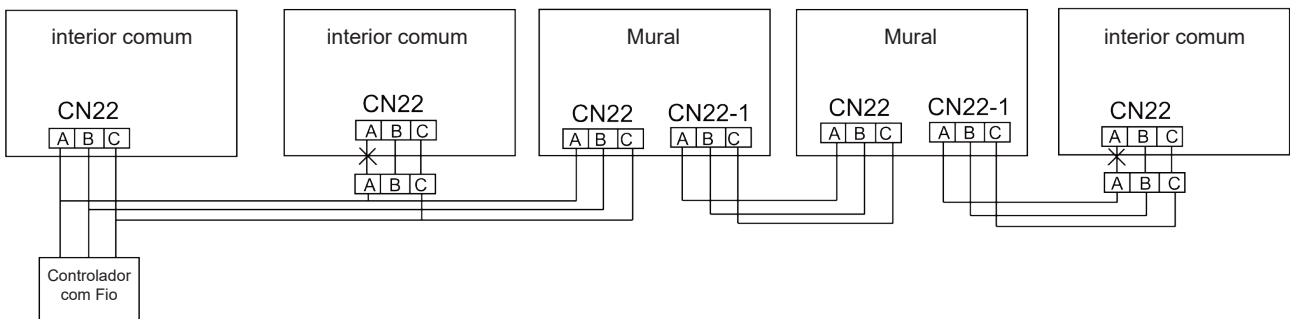 interior comum
CN22
A B C
interior comum
CN22
A B C
A B C
Mural
CN22 CN22-1
A B C A B C
Mural
CN22 CN22-1
A B C A B C
interior comum
CN22
A B C
A B C
Controlador
com Fio